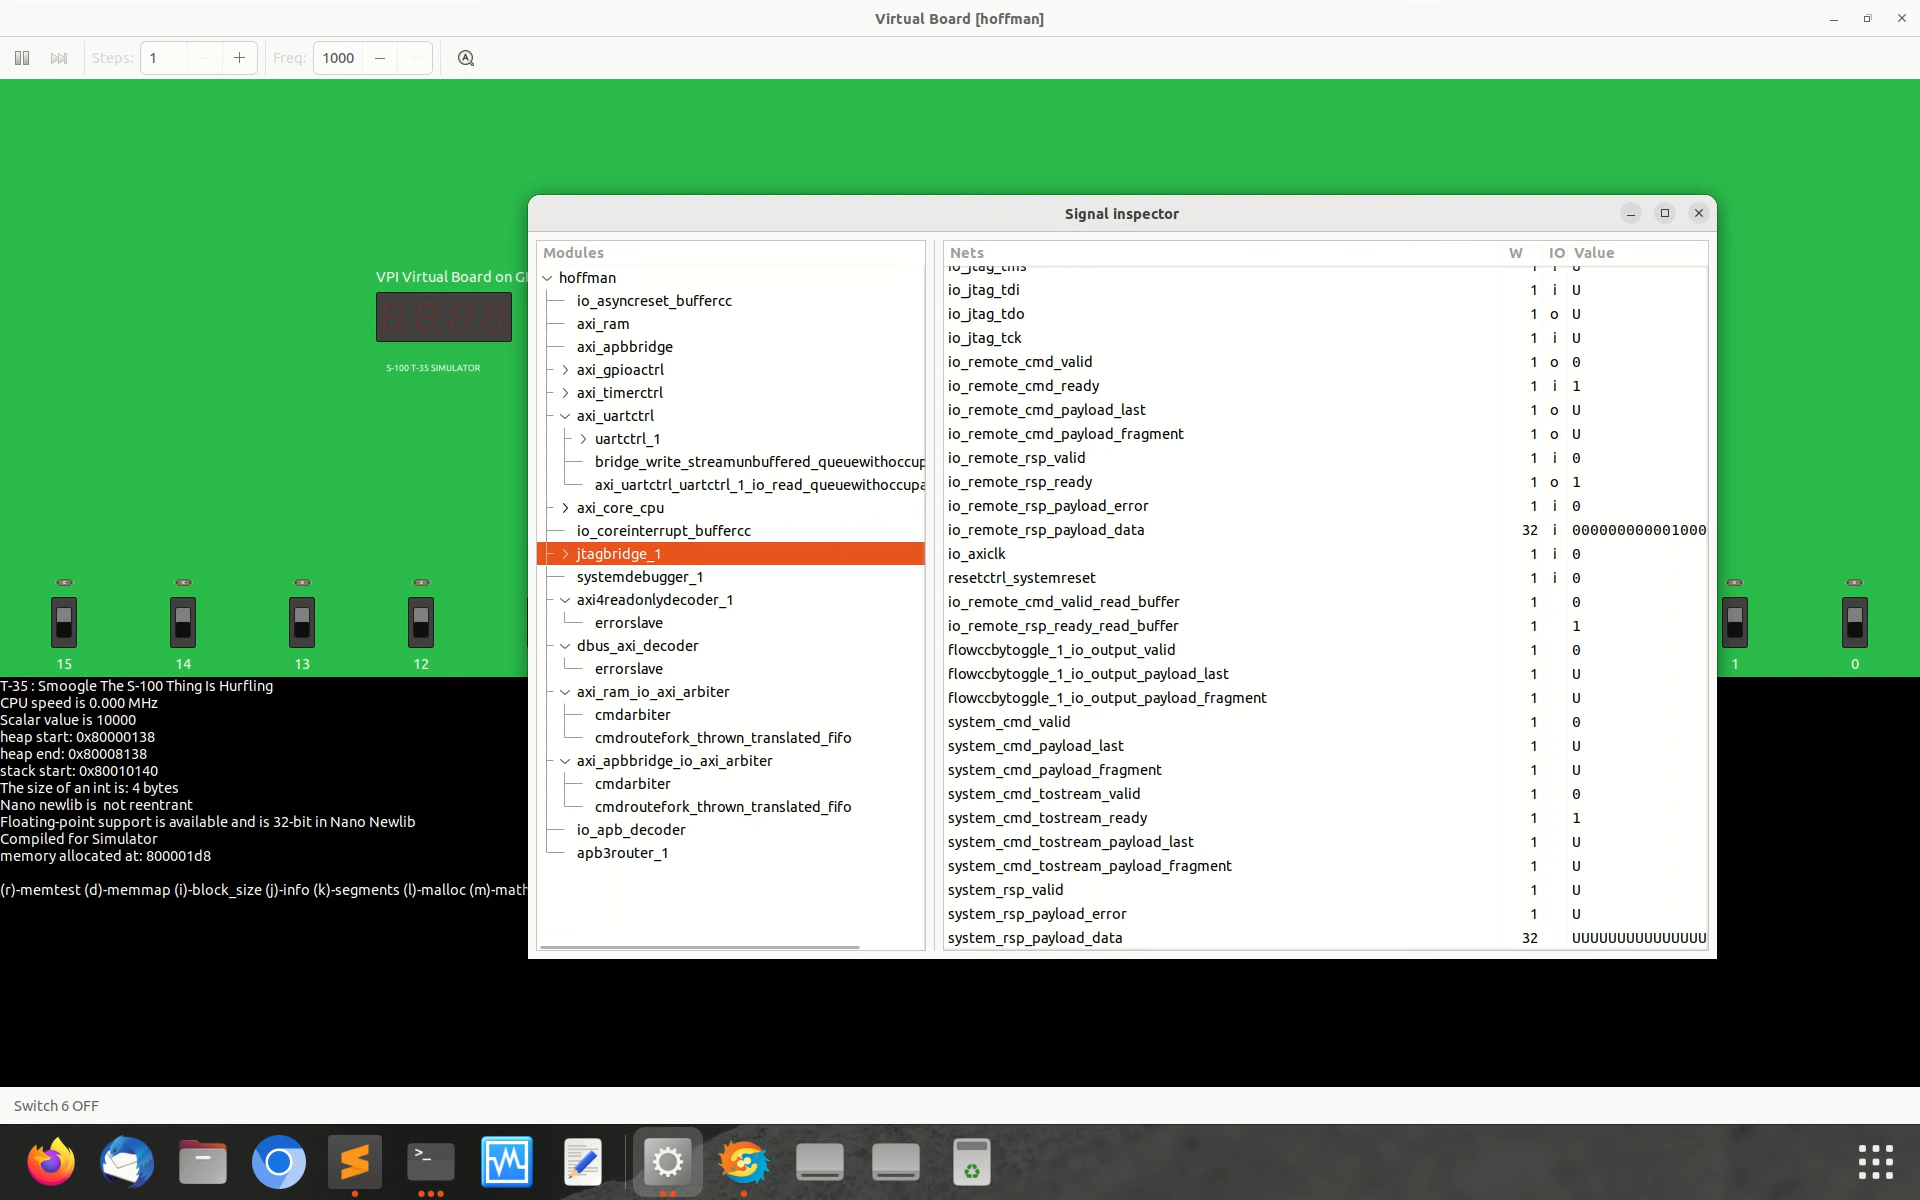 Virtual Board [hoffman]
Steps: 1 Freq: 1000
VPI Virtual Board on G
S-100 T-35 SIMULATOR
15 14 13 12 1 0
Signal inspector
Modules
hoffman
io_asyncreset_buffercc
axi_ram
axi_apbbridge
axi_gpioactrl
axi_timerctrl
axi_uartctrl
uartctrl_1
bridge_write_streamunbuffered_queuewithoccup
axi_uartctrl_uartctrl_1_io_read_queuewithoccupa
axi_core_cpu
io_coreinterrupt_buffercc
jtagbridge_1
systemdebugger_1
axi4readonlydecoder_1
errorslave
dbus_axi_decoder
errorslave
axi_ram_io_axi_arbiter
cmdarbiter
cmdroutefork_thrown_translated_fifo
axi_apbbridge_io_axi_arbiter
cmdarbiter
cmdroutefork_thrown_translated_fifo
io_apb_decoder
apb3router_1
Nets W IO Value
io_jtag_tms 1 i U
io_jtag_tdi 1 i U
io_jtag_tdo 1 o U
io_jtag_tck 1 i U
io_remote_cmd_valid 1 o 0
io_remote_cmd_ready 1 i 1
io_remote_cmd_payload_last 1 o U
io_remote_cmd_payload_fragment 1 o U
io_remote_rsp_valid 1 i 0
io_remote_rsp_ready 1 o 1
io_remote_rsp_payload_error 1 i 0
io_remote_rsp_payload_data 32 i 000000000001000
io_axiclk 1 i 0
resetctrl_systemreset 1 i 0
io_remote_cmd_valid_read_buffer 1 0
io_remote_rsp_ready_read_buffer 1 1
flowccbytoggle_1_io_output_valid 1 0
flowccbytoggle_1_io_output_payload_last 1 U
flowccbytoggle_1_io_output_payload_fragment 1 U
system_cmd_valid 1 0
system_cmd_payload_last 1 U
system_cmd_payload_fragment 1 U
system_cmd_tostream_valid 1 0
system_cmd_tostream_ready 1 1
system_cmd_tostream_payload_last 1 U
system_cmd_tostream_payload_fragment 1 U
system_rsp_valid 1 U
system_rsp_payload_error 1 U
system_rsp_payload_data 32 UUUUUUUUUUUUUUU
T-35 : Smoogle The S-100 Thing Is Hurfling
CPU speed is 0.000 MHz
Scalar value is 10000
heap start: 0x80000138
heap end: 0x80008138
stack start: 0x80010140
The size of an int is: 4 bytes
Nano newlib is not reentrant
Floating-point support is available and is 32-bit in Nano Newlib
Compiled for Simulator
memory allocated at: 800001d8
(r)-memtest (d)-memmap (i)-block_size (j)-info (k)-segments (l)-malloc (m)-math
Switch 6 OFF